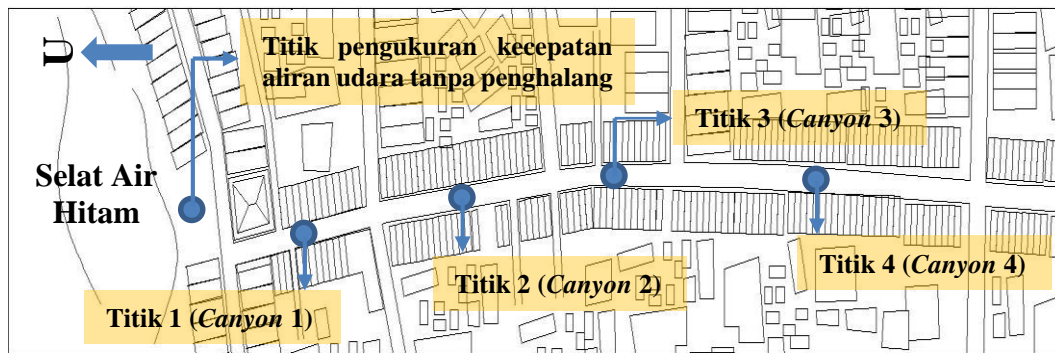 U
Titik pengukuran kecepatan
aliran udara tanpa penghalang
Titik 3 (Canyon 3)
Selat Air
Hitam
Titik 4 (Canyon 4)
Titik 2 (Canyon 2)
Titik 1 (Canyon 1)